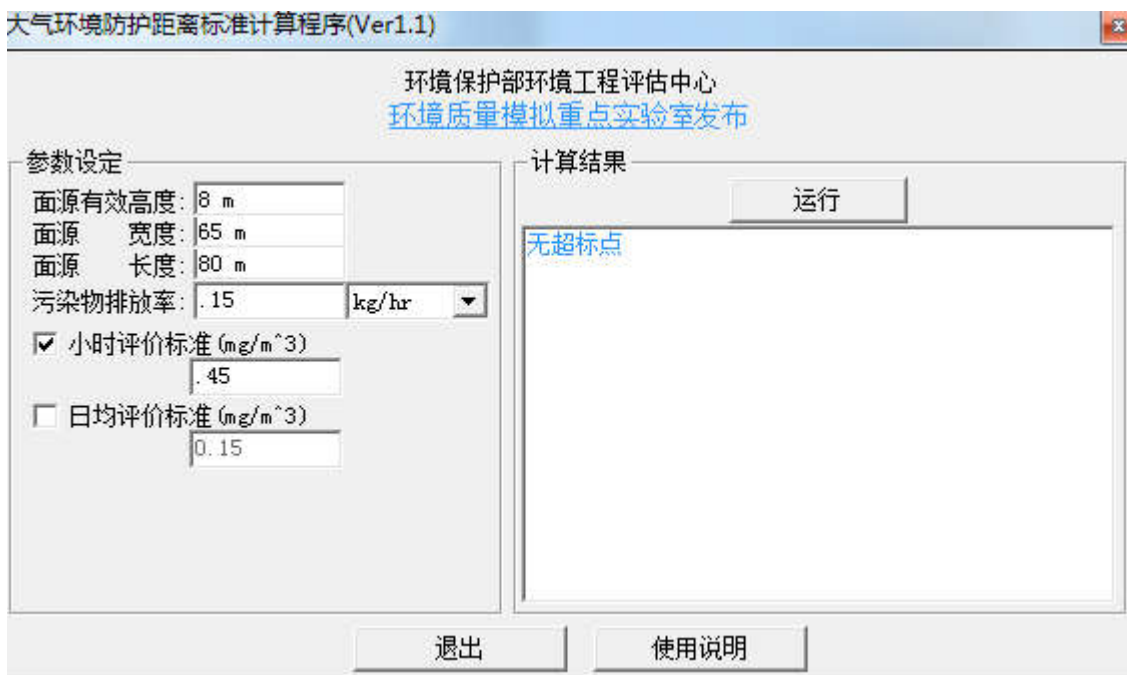 大气环境防护距离标准计算程序(Ver1.1)
环境保护部环境工程评估中心
环境质量模拟重点实验室发布
参数设定
面源有效高度: 8 m
面源 宽度: 65 m
面源 长度: 80 m
污染物排放率: .15 kg/hr
小时评价标准(mg/m^3)
.45
日均评价标准(mg/m^3)
0.15
计算结果
运行
无超标点
退出
使用说明